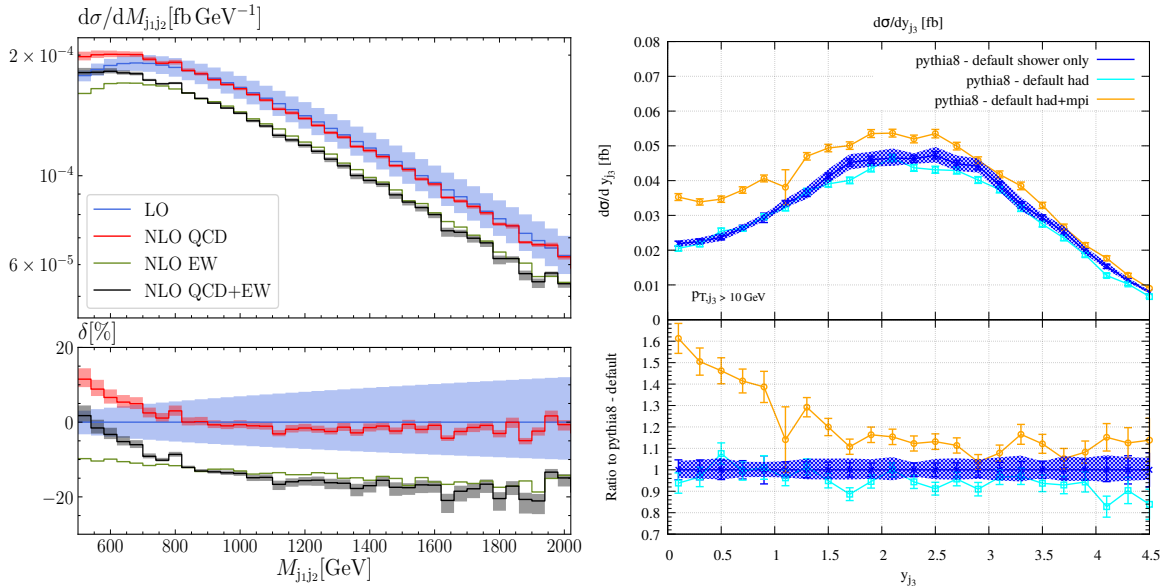 dσ/dM_{j₁j₂}[fb GeV⁻¹]
2 × 10⁻⁴
10⁻⁴
6 × 10⁻⁵
LO
NLO QCD
NLO EW
NLO QCD+EW
δ[%]
20
0
−20
600 800 1000 1200 1400 1600 1800 2000
M_{j₁j₂}[GeV]
dσ/dy_{j₃} [fb]
0.08
0.07
0.06
0.05
0.04
0.03
0.02
0.01
0
dσ/d y_{j₃} [fb]
pythia8 - default shower only
pythia8 - default had
pythia8 - default had+mpi
p_{T,j₃} > 10 GeV
1.6
1.5
1.4
1.3
1.2
1.1
1
0.9
0.8
0.7
Ratio to pythia8 - default
0 0.5 1 1.5 2 2.5 3 3.5 4 4.5
y_{j₃}